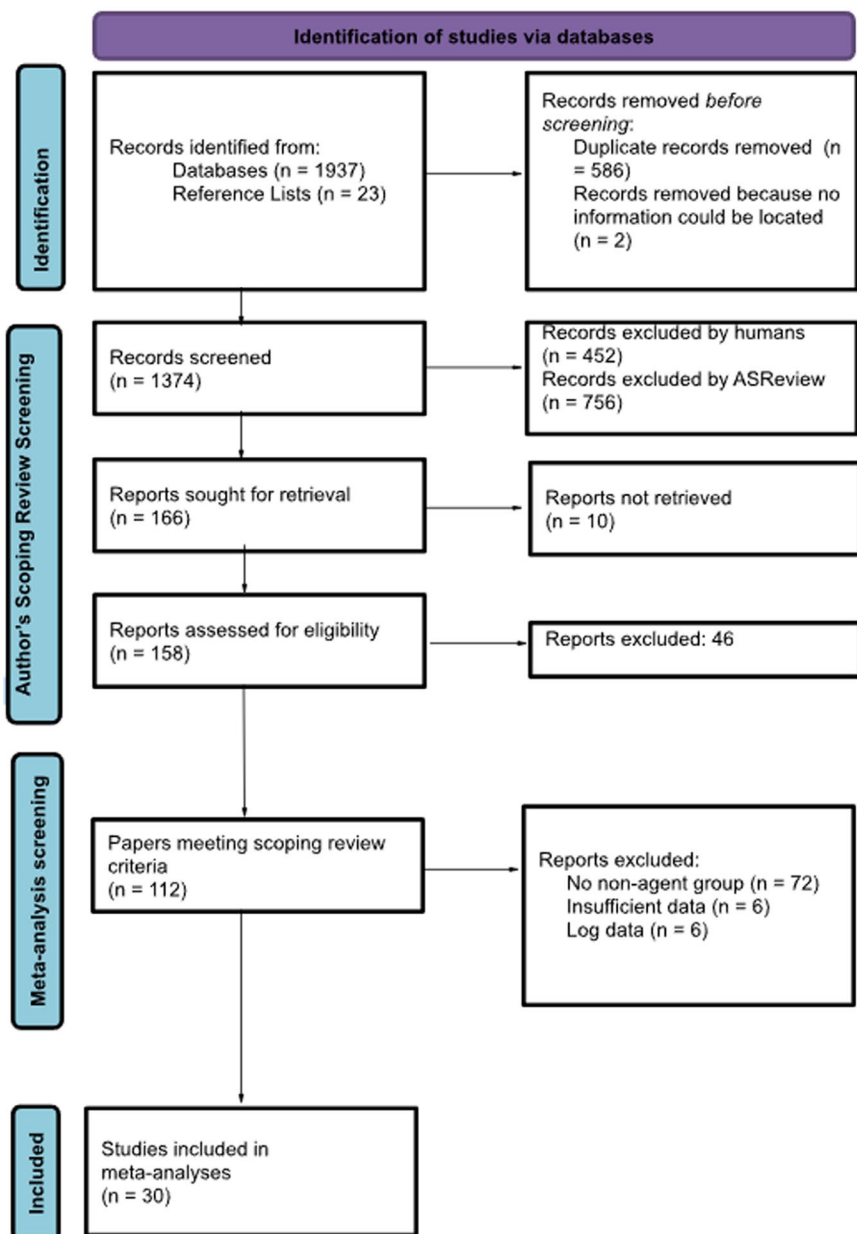 Identification of studies via databases
Identification
Records identified from:
Databases (n = 1937)
Reference Lists (n = 23)
Records removed before
screening:
Duplicate records removed (n
= 586)
Records removed because no
information could be located
(n = 2)
Author's Scoping Review Screening
Records screened
(n = 1374)
Records excluded by humans
(n = 452)
Records excluded by ASReview
(n = 756)
Reports sought for retrieval
(n = 166)
Reports not retrieved
(n = 10)
Reports assessed for eligibility
(n = 158)
Reports excluded: 46
Meta-analysis screening
Papers meeting scoping review
criteria
(n = 112)
Reports excluded:
No non-agent group (n = 72)
Insufficient data (n = 6)
Log data (n = 6)
Included
Studies included in
meta-analyses
(n = 30)